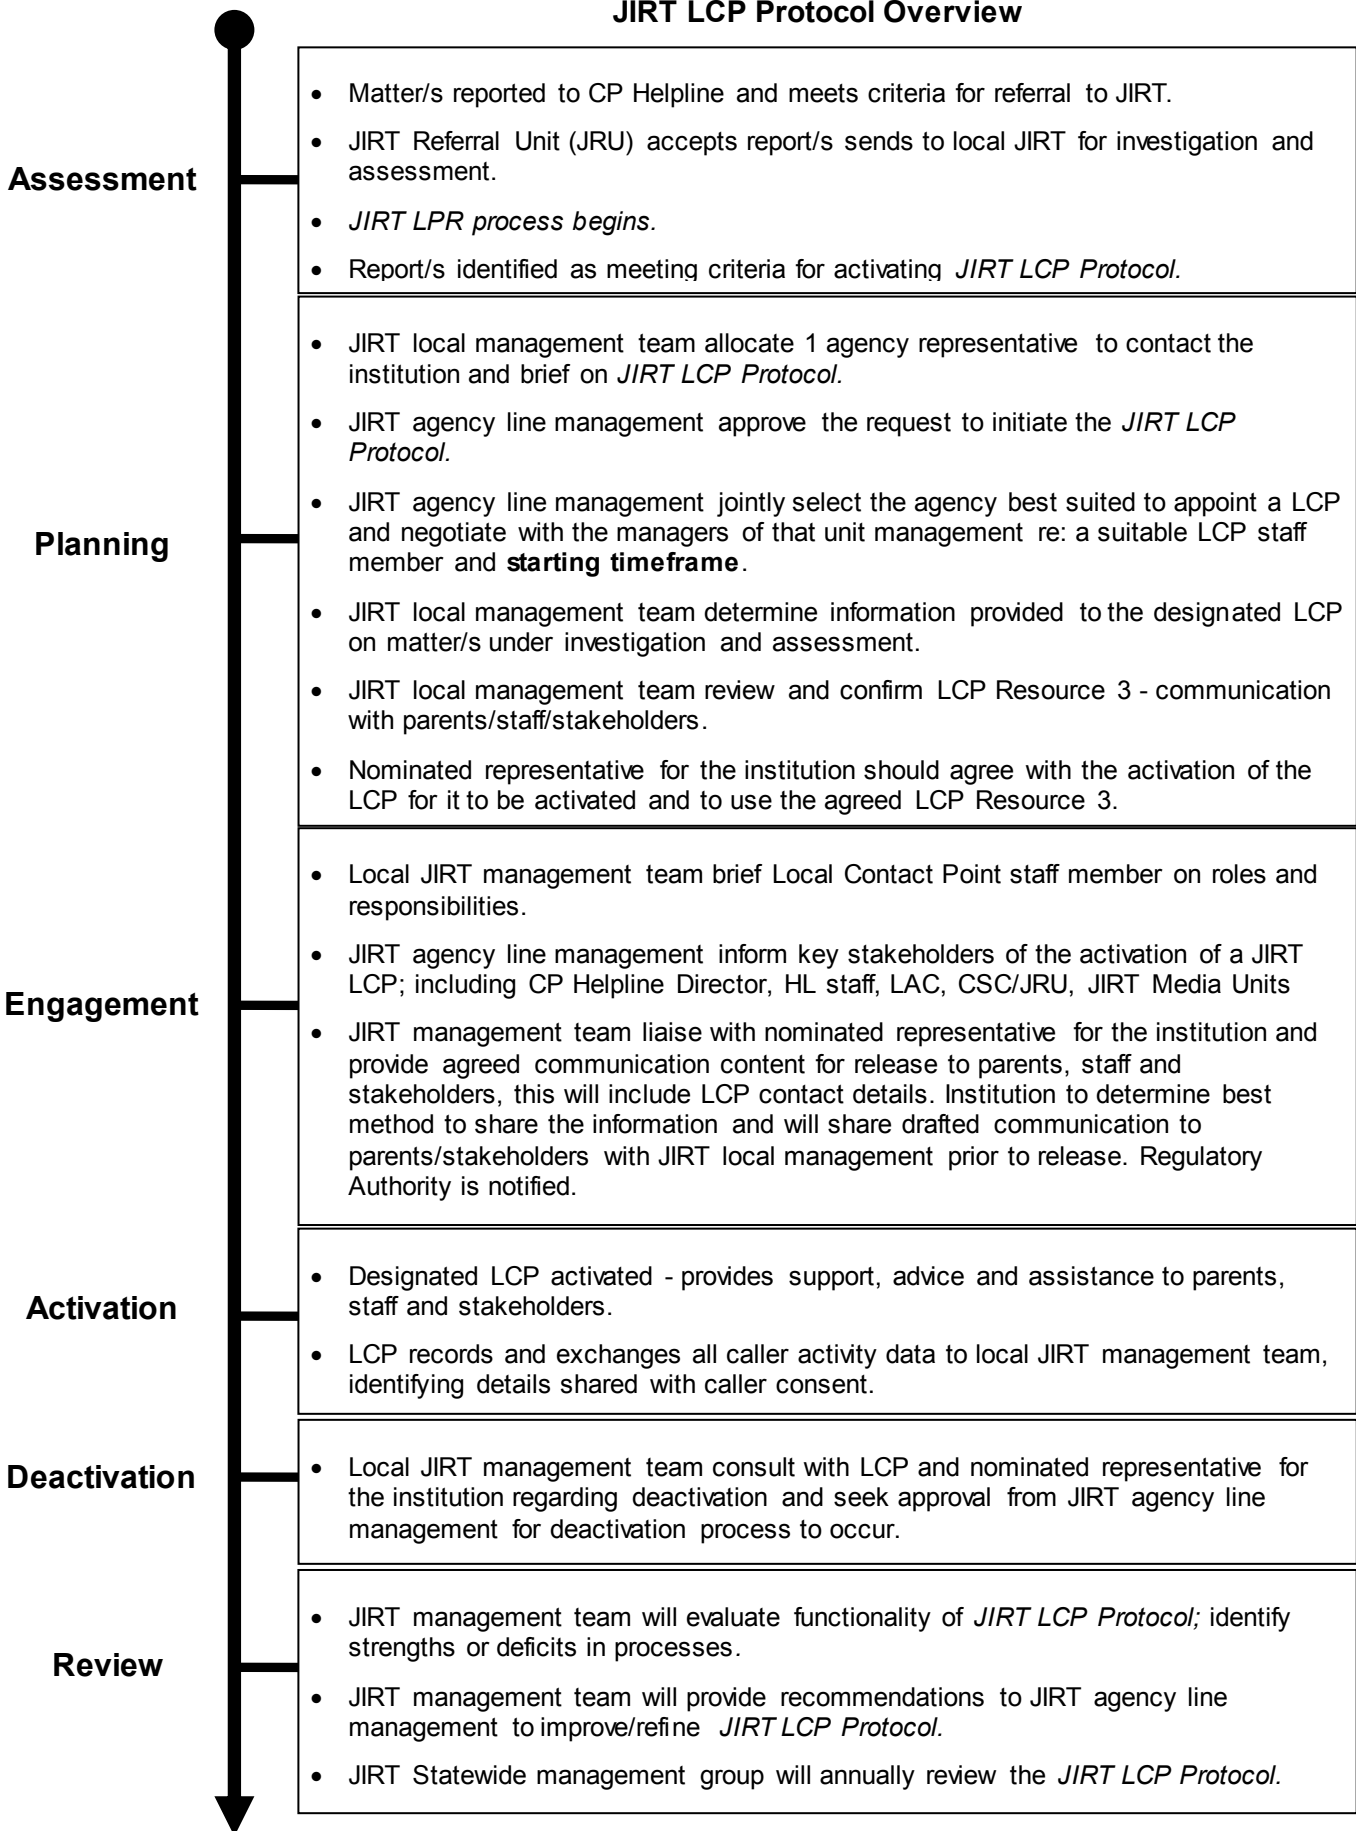 JIRT LCP Protocol Overview
Assessment
• Matter/s reported to CP Helpline and meets criteria for referral to JIRT.
• JIRT Referral Unit (JRU) accepts report/s sends to local JIRT for investigation and
assessment.
• JIRT LPR process begins.
• Report/s identified as meeting criteria for activating JIRT LCP Protocol.
Planning
• JIRT local management team allocate 1 agency representative to contact the
institution and brief on JIRT LCP Protocol.
• JIRT agency line management approve the request to initiate the JIRT LCP
Protocol.
• JIRT agency line management jointly select the agency best suited to appoint a LCP
and negotiate with the managers of that unit management re: a suitable LCP staff
member and starting timeframe.
• JIRT local management team determine information provided to the designated LCP
on matter/s under investigation and assessment.
• JIRT local management team review and confirm LCP Resource 3 - communication
with parents/staff/stakeholders.
• Nominated representative for the institution should agree with the activation of the
LCP for it to be activated and to use the agreed LCP Resource 3.
Engagement
• Local JIRT management team brief Local Contact Point staff member on roles and
responsibilities.
• JIRT agency line management inform key stakeholders of the activation of a JIRT
LCP; including CP Helpline Director, HL staff, LAC, CSC/JRU, JIRT Media Units
• JIRT management team liaise with nominated representative for the institution and
provide agreed communication content for release to parents, staff and
stakeholders, this will include LCP contact details. Institution to determine best
method to share the information and will share drafted communication to
parents/stakeholders with JIRT local management prior to release. Regulatory
Authority is notified.
Activation
• Designated LCP activated - provides support, advice and assistance to parents,
staff and stakeholders.
• LCP records and exchanges all caller activity data to local JIRT management team,
identifying details shared with caller consent.
Deactivation
• Local JIRT management team consult with LCP and nominated representative for
the institution regarding deactivation and seek approval from JIRT agency line
management for deactivation process to occur.
Review
• JIRT management team will evaluate functionality of JIRT LCP Protocol; identify
strengths or deficits in processes.
• JIRT management team will provide recommendations to JIRT agency line
management to improve/refine JIRT LCP Protocol.
• JIRT Statewide management group will annually review the JIRT LCP Protocol.